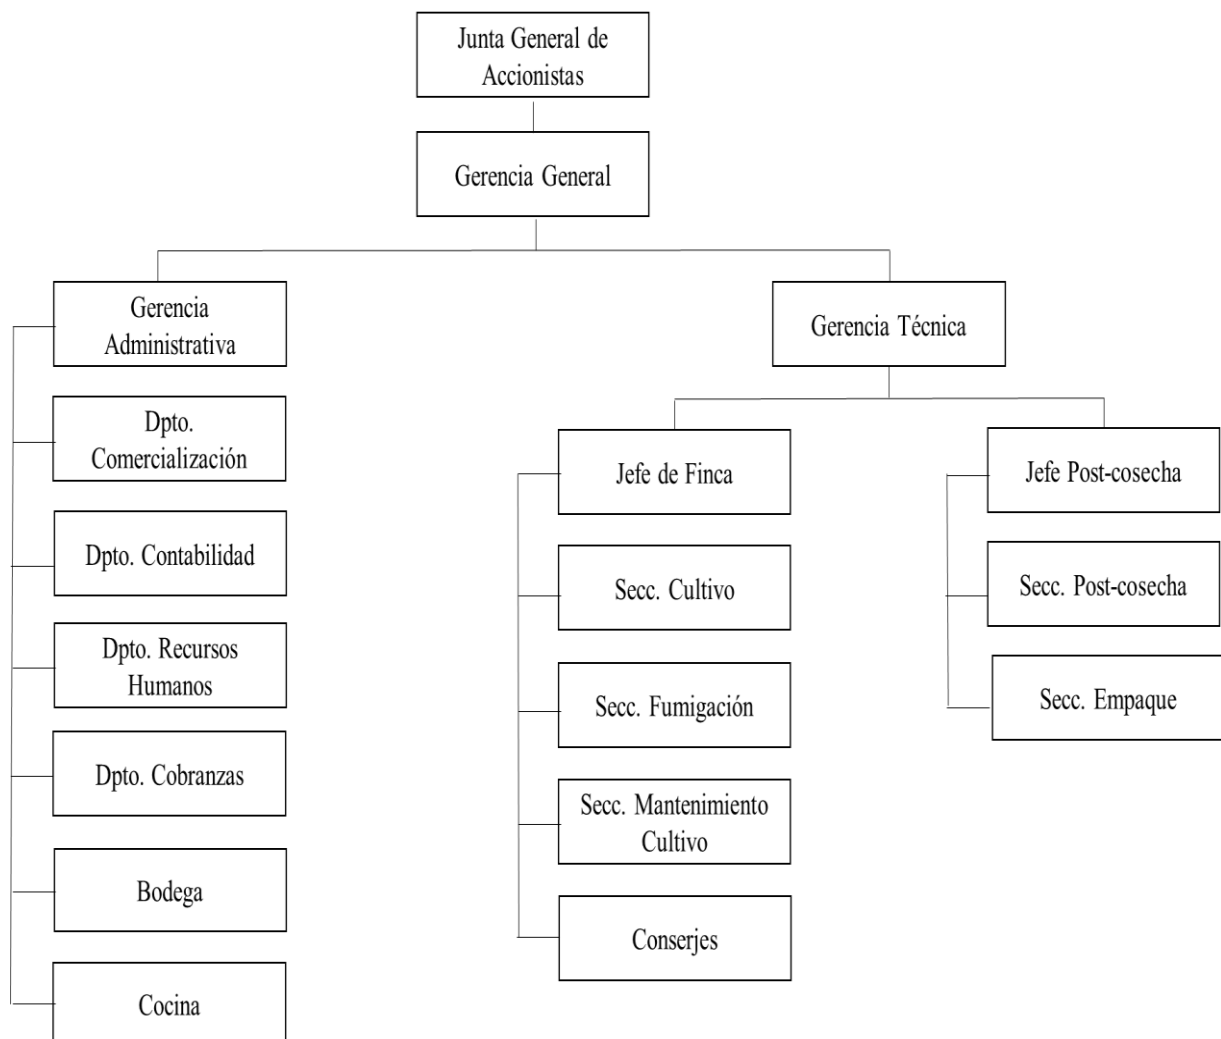 Junta General de
Accionistas
Gerencia General
Gerencia
Administrativa
Gerencia Técnica
Dpto.
Comercialización
Dpto. Contabilidad
Dpto. Recursos
Humanos
Dpto. Cobranzas
Bodega
Cocina
Jefe de Finca
Secc. Cultivo
Secc. Fumigación
Secc. Mantenimiento
Cultivo
Conserjes
Jefe Post-cosecha
Secc. Post-cosecha
Secc. Empaque